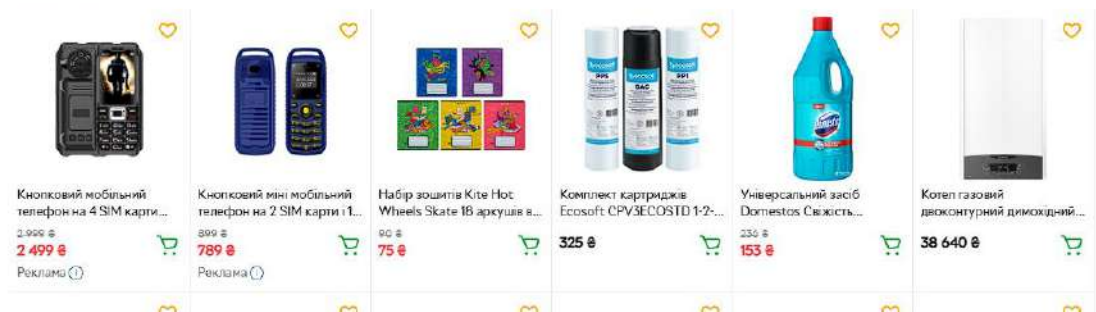 Кнопковий мобільний
телефон на 4 SIM карти...
2 999 ₴
2 499 ₴
Реклама
Кнопковий міні мобільний
телефон на 2 SIM карти і 1...
899 ₴
789 ₴
Реклама
Набір зошитів Kite Hot
Wheels Skate 18 аркушів в...
90 ₴
75 ₴
ecosoft
Комплект картриджів
Ecosoft CPV3ECOSTD 1-2-...
325 ₴
Domestos
Універсальний засіб
Domestos Свіжість...
236 ₴
153 ₴
Котел газовий
двоконтурний димохідний...
38 640 ₴